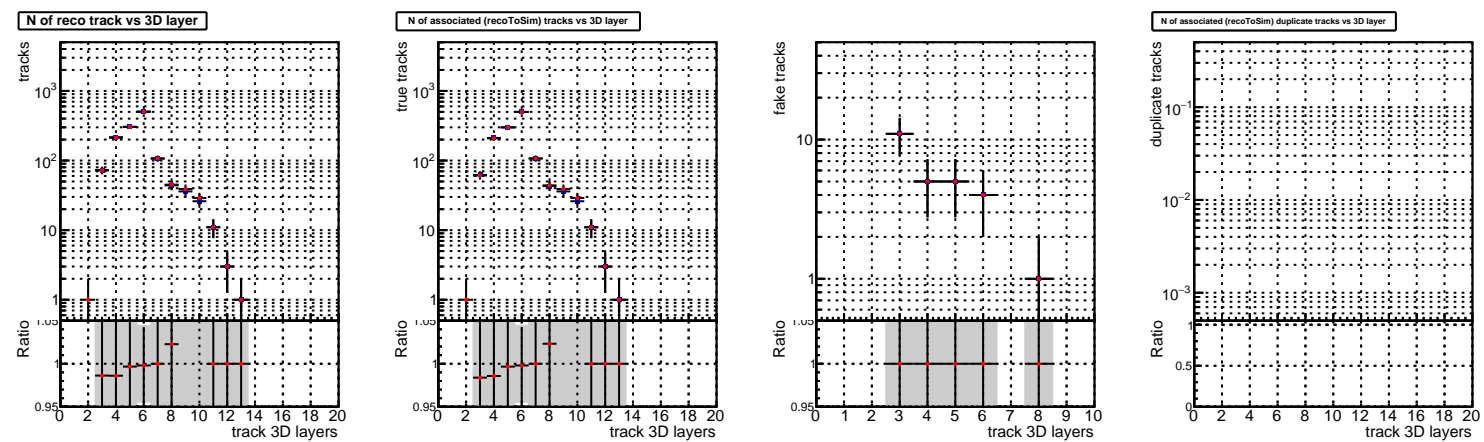 N of reco track vs 3D layer
tracks
10³
10²
10
1
1.05
Ratio
1
0.95
0 2 4 6 8 10 12 14 16 18 20
track 3D layers
N of associated (recoToSim) tracks vs 3D layer
true tracks
10³
10²
10
1
1.05
Ratio
1
0.95
0 2 4 6 8 10 12 14 16 18 20
track 3D layers
fake tracks
10
1
1.05
Ratio
1
0.95
0 1 2 3 4 5 6 7 8 9 10
track 3D layers
N of associated (recoToSim) duplicate tracks vs 3D layer
duplicate tracks
10⁻¹
10⁻²
10⁻³
Ratio
1
0.5
0
0 2 4 6 8 10 12 14 16 18 20
track 3D layers